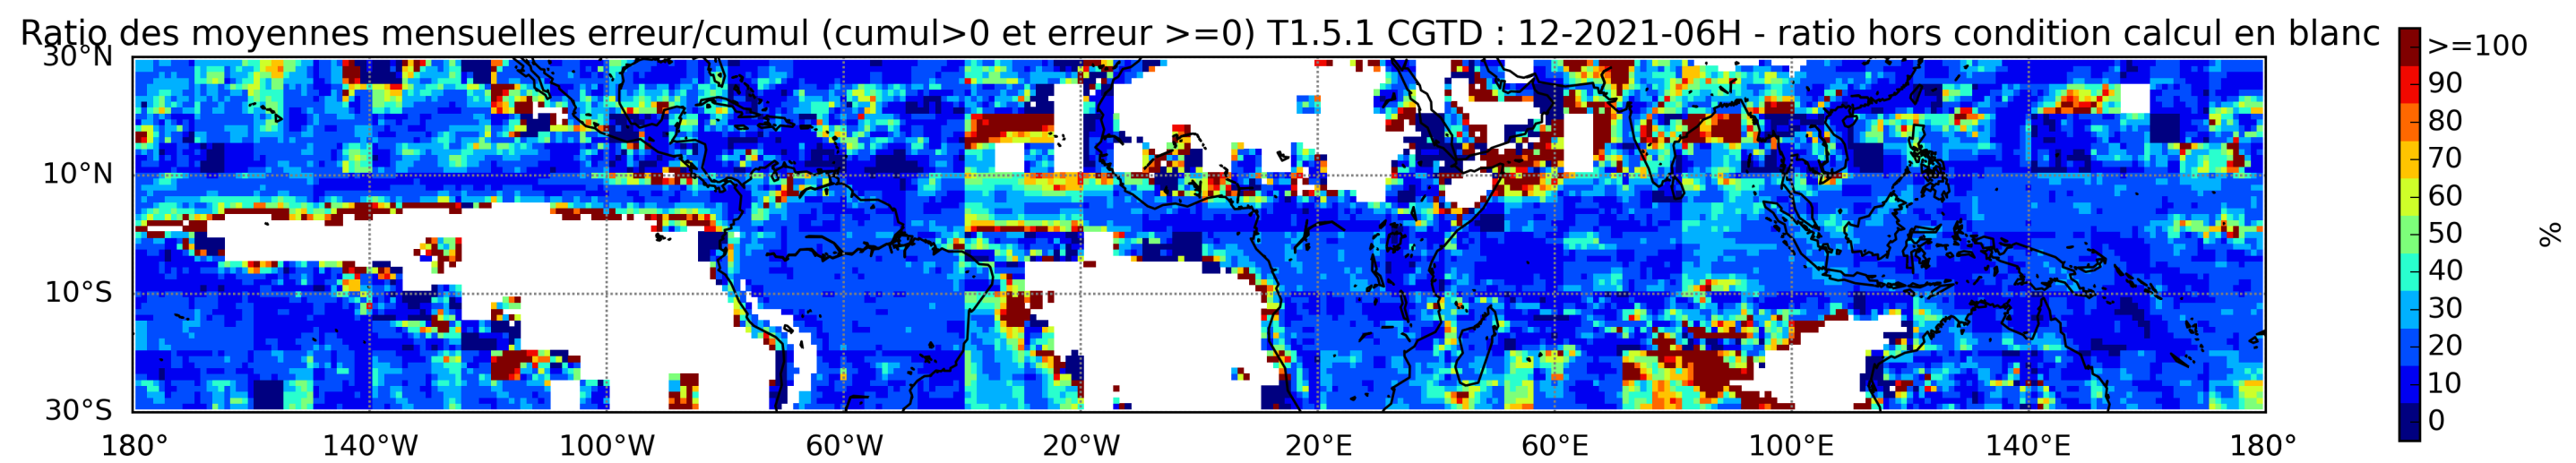 Ratio des moyennes mensuelles erreur/cumul (cumul>0 et erreur >=0) T1.5.1 CGTD : 12-2021-06H - ratio hors condition calcul en blanc
30°N
10°N
10°S
30°S
180° 140°W 100°W 60°W 20°W 20°E 60°E 100°E 140°E 180°
>=100
90
80
70
60
50
40
30
20
10
0
%